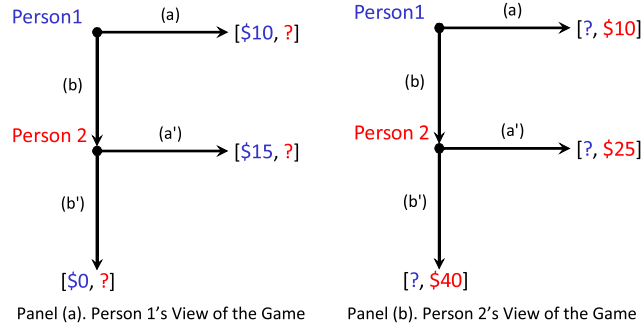 Person1
(a)
[$10, ?]
(b)
Person 2
(a')
[$15, ?]
(b')
[$0, ?]
Panel (a). Person 1’s View of the Game
Person1
(a)
[?, $10]
(b)
Person 2
(a')
[?, $25]
(b')
[?, $40]
Panel (b). Person 2’s View of the Game